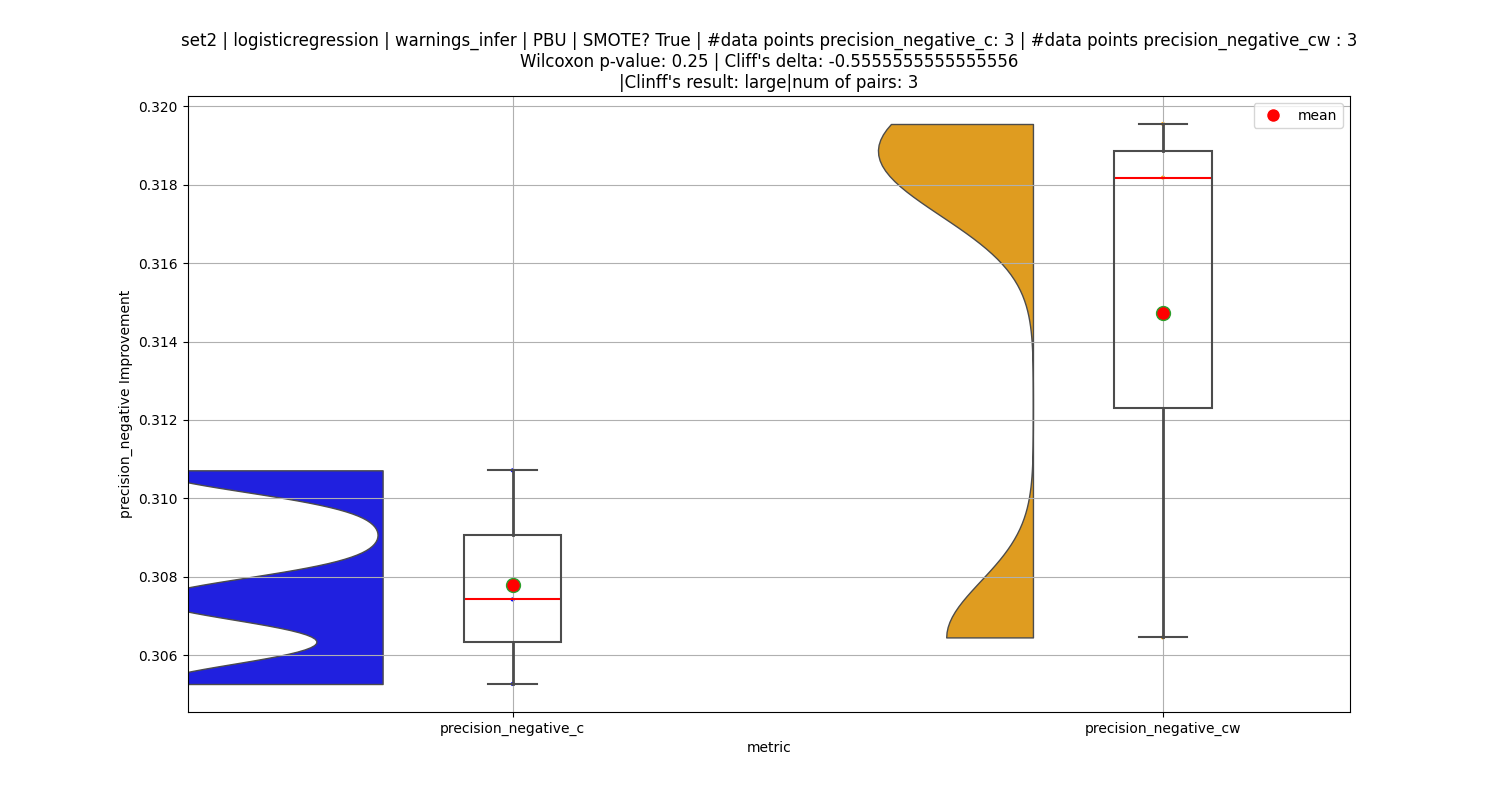 set2 | logisticregression | warnings_infer | PBU | SMOTE? True | #data points precision_negative_c: 3 | #data points precision_negative_cw : 3
Wilcoxon p-value: 0.25 | Cliff's delta: -0.5555555555555556
|Clinff's result: large|num of pairs: 3
mean
0.320
0.318
0.316
0.314
0.312
0.310
0.308
0.306
precision_negative Improvement
precision_negative_c
precision_negative_cw
metric